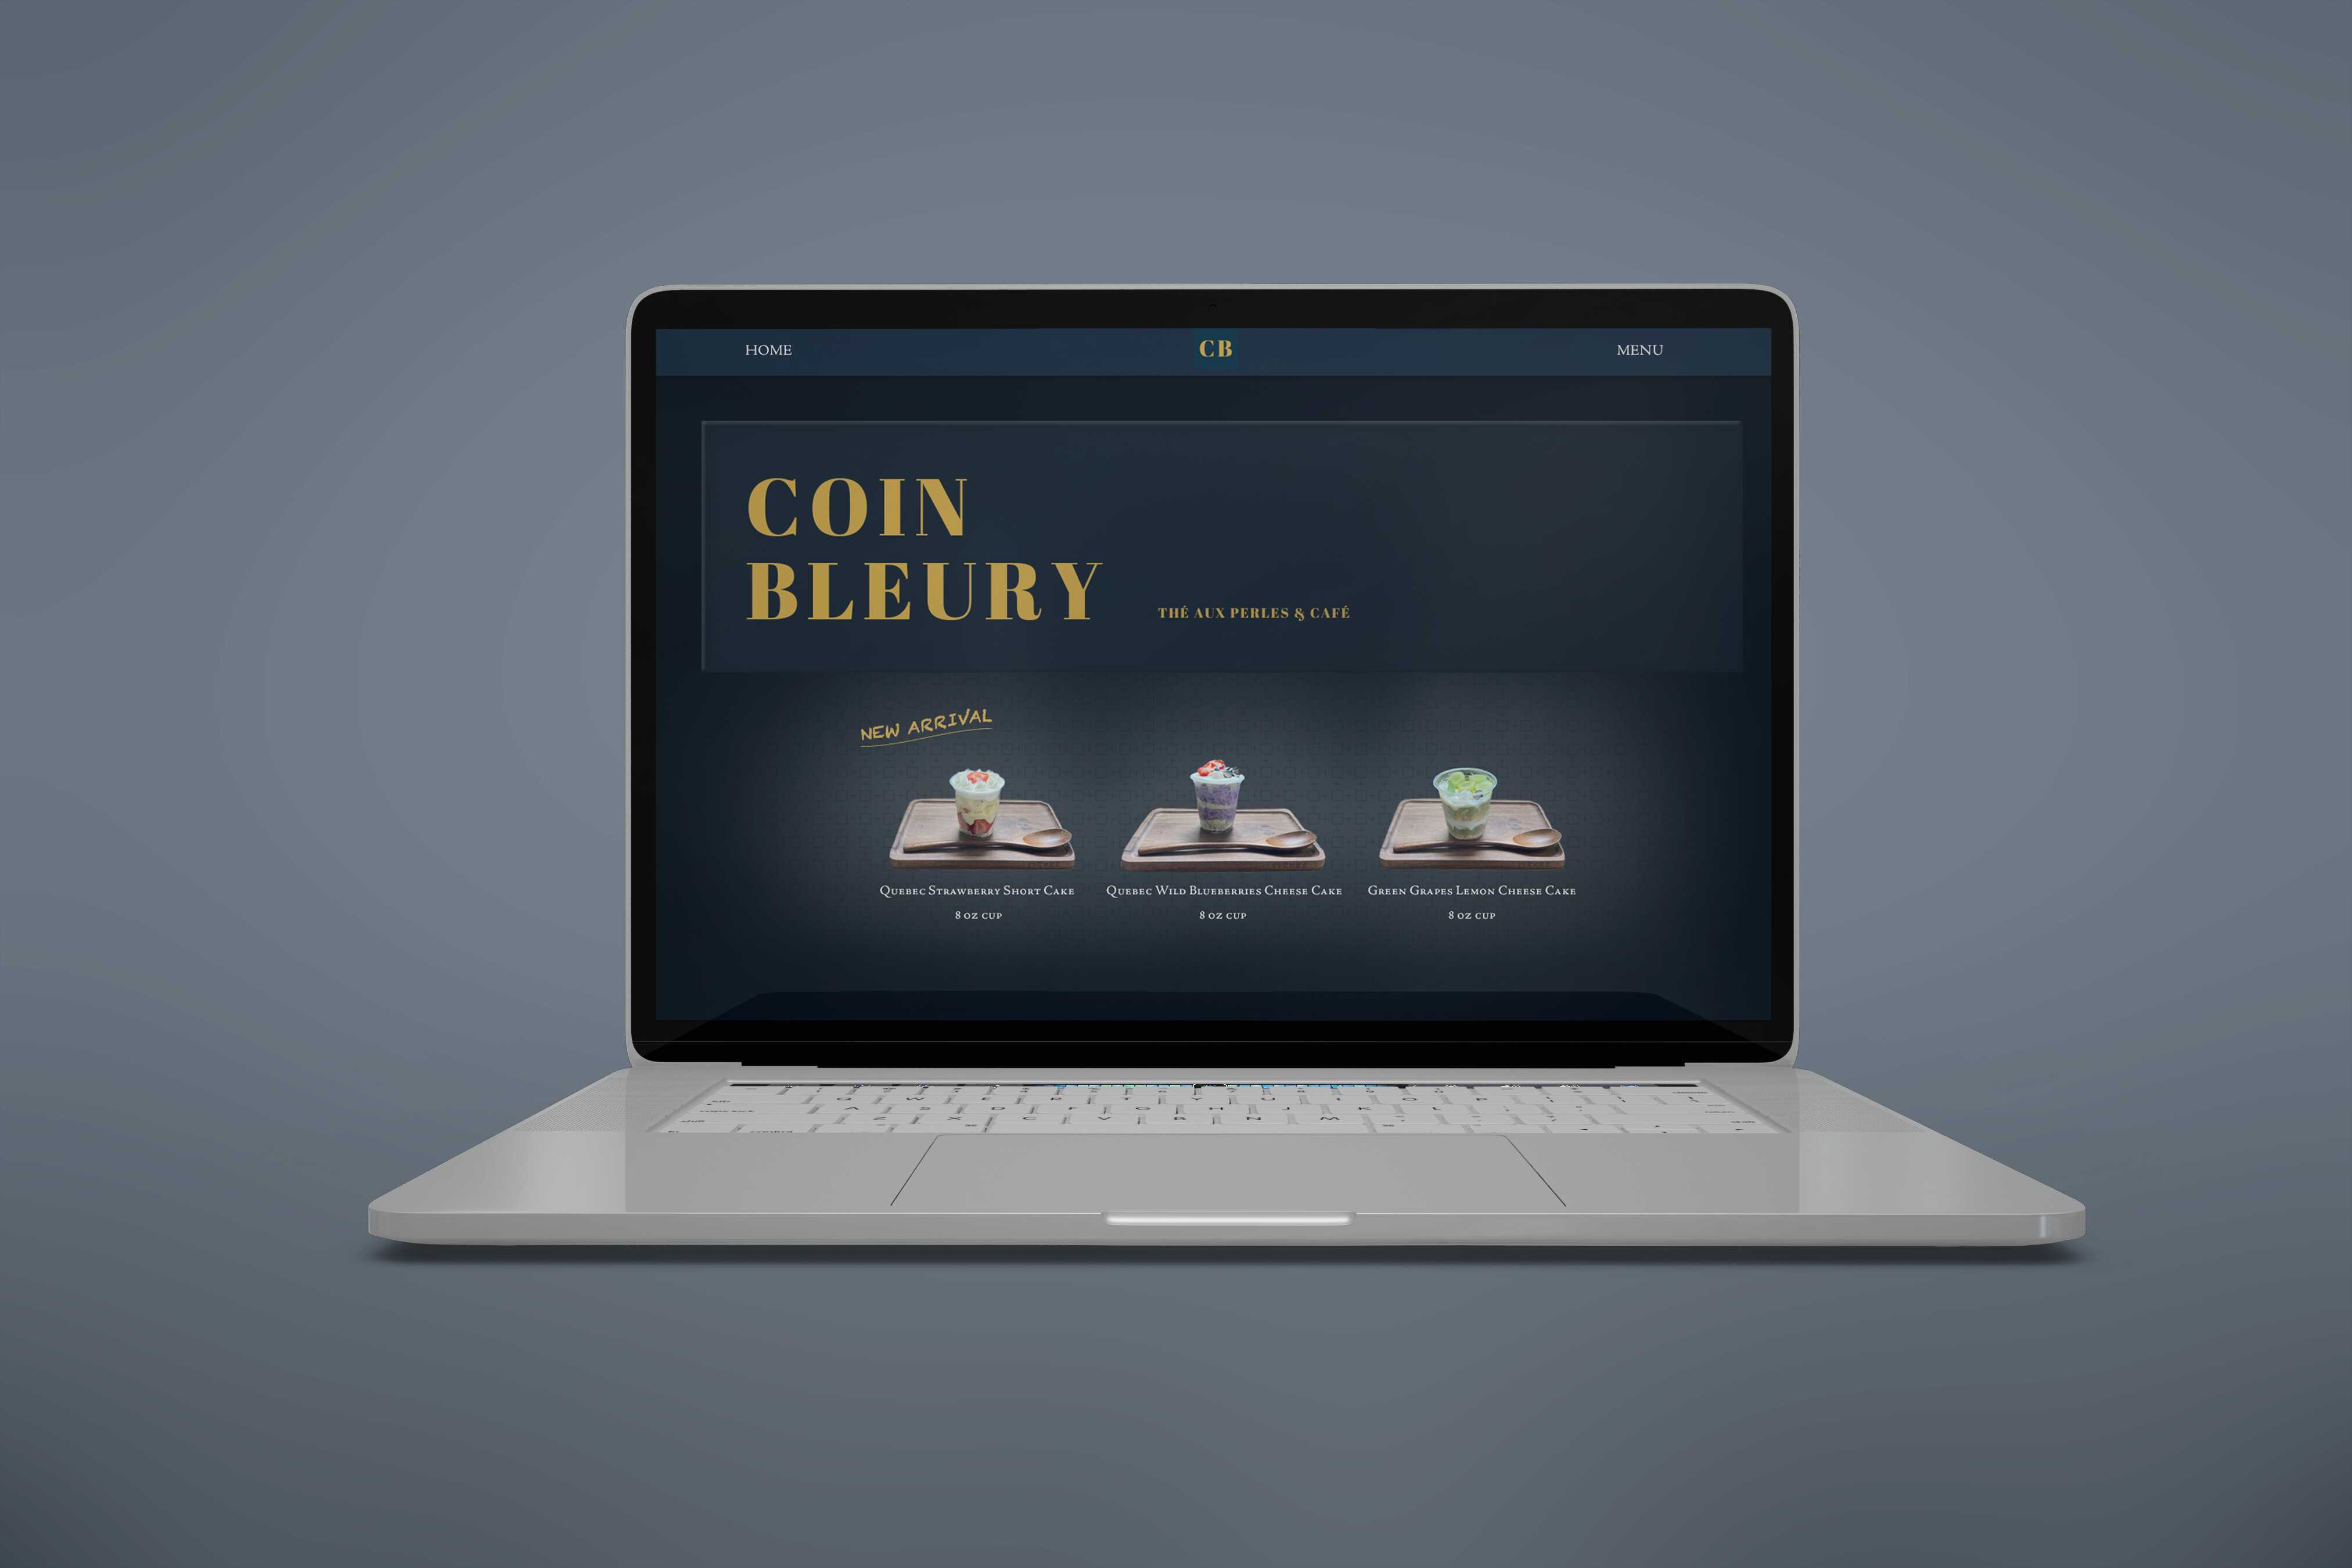 HOME
CB
MENU
COIN
BLEURY
THÉ AUX PERLES & CAFÉ
NEW ARRIVAL
Quebec Strawberry Short Cake
8 oz cup
Quebec Wild Blueberries Cheese Cake
8 oz cup
Green Grapes Lemon Cheese Cake
8 oz cup
Q W E R T Y U I O P
A S D F G H J K L
Z X C V B N M
control